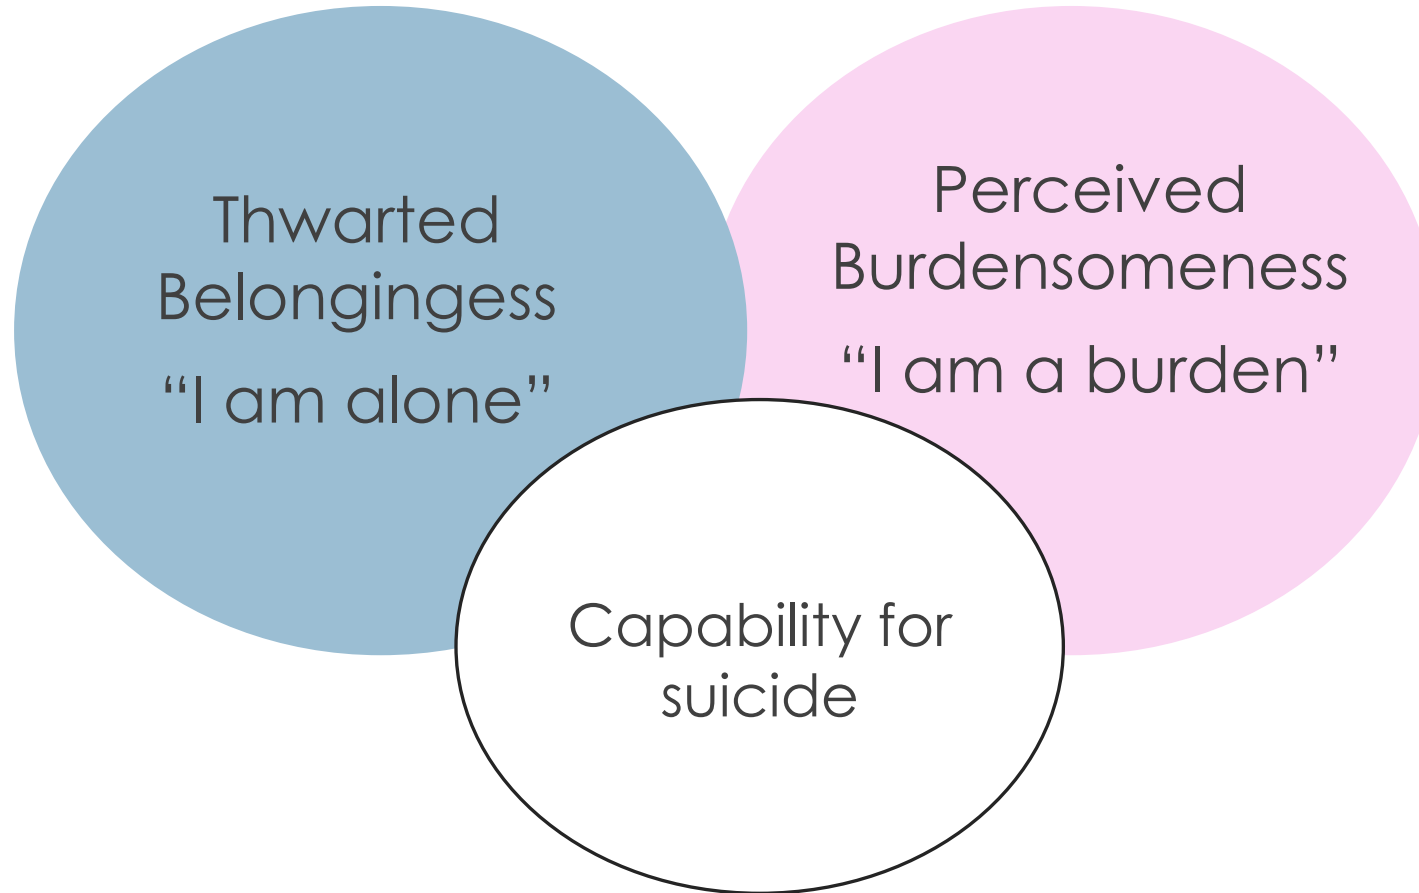 Thwarted
Belongingess
“I am alone”
Perceived
Burdensomeness
“I am a burden”
Capability for
suicide